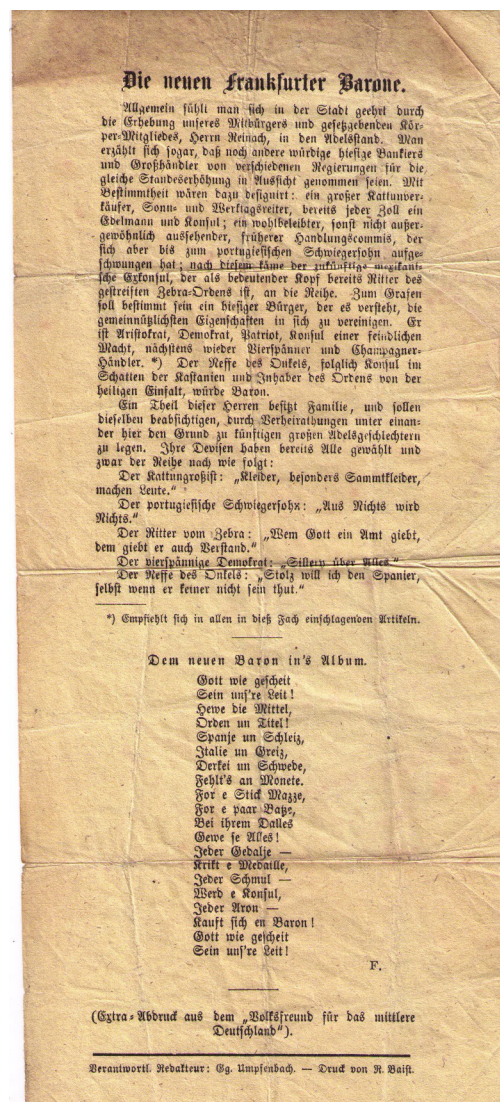 Die neuen Frankfurter Barone.
Allgemein fühlt man sich in der Stadt geehrt durch
die Erhebung unseres Mitbürgers und gesetzgebenden Kör-
per-Mitgliedes, Herrn Reinach, in den Adelsstand. Man
erzählt sich sogar, daß noch andere würdige hiesige Bankiers
und Großhändler von verschiedenen Regierungen für die
gleiche Standeserhöhung in Aussicht genommen seien. Mit
Bestimmtheit wären dazu designirt: ein großer Kattunver-
käufer, Sonn- und Werktagsreiter, bereits jeder Zoll ein
Edelmann und Konsul; ein wohlbeleibter, sonst nicht außer-
gewöhnlich aussehender, früherer Handlungscommis, der
sich aber bis zum portugiesischen Schwiegersohn aufge-
schwungen hat; nach diesem käme der zukünftige mexikani-
sche Exkonsul, der als bedeutender Kopf bereits Ritter des
gestreiften Zebra-Ordens ist, an die Reihe. Zum Grafen
soll bestimmt sein ein hiesiger Bürger, der es versteht, die
gemeinnützlichsten Eigenschaften in sich zu vereinigen. Er
ist Aristokrat, Demokrat, Patriot, Konsul einer feindlichen
Macht, nächstens wieder Vierspänner und Champagner-
Händler. *) Der Neffe des Onkels, folglich Konsul im
Schatten der Kastanien und Inhaber des Ordens von der
heiligen Einfalt, würde Baron.
Ein Theil dieser Herren besitzt Familie, und sollen
dieselben beabsichtigen, durch Verheirathungen unter einan-
der hier den Grund zu künftigen großen Adelsgeschlechtern
zu legen. Ihre Devisen haben bereits Alle gewählt und
zwar der Reihe nach wie folgt:
Der Kattungroßist: „Kleider, besonders Sammtkleider,
machen Leute.“
Der portugiesische Schwiegersohn: „Aus Nichts wird
Nichts.“
Der Ritter vom Zebra: „Wem Gott ein Amt giebt,
dem giebt er auch Verstand.“
Der vierspännige Demokrat: „Sillery über Alles.“
Der Neffe des Onkels: „Stolz will ich den Spanier,
selbst wenn er keiner nicht sein thut.“
*) Empfiehlt sich in allen in dieß Fach einschlagenden Artikeln.
Dem neuen Baron in's Album.
Gott wie gescheit
Sein uns're Leit!
Hewe die Mittel,
Orden un Titel!
Spanje un Schleiz,
Italie un Greiz,
Derkei un Schwede,
Fehlt's an Monete.
For e Stick Mazze,
For e paar Batze,
Bei ihrem Dalles
Gewe se Alles!
Jeder Gedalje —
Krikt e Medaille,
Jeder Schmul —
Werd e Konsul,
Jeder Aron —
Kauft sich en Baron!
Gott wie gescheit
Sein uns're Leit!
F.
(Extra-Abdruck aus dem „Volksfreund für das mittlere
Deutschland“).
Verantwortl. Redakteur: Gg. Umpfenbach. — Druck von R. Baist.